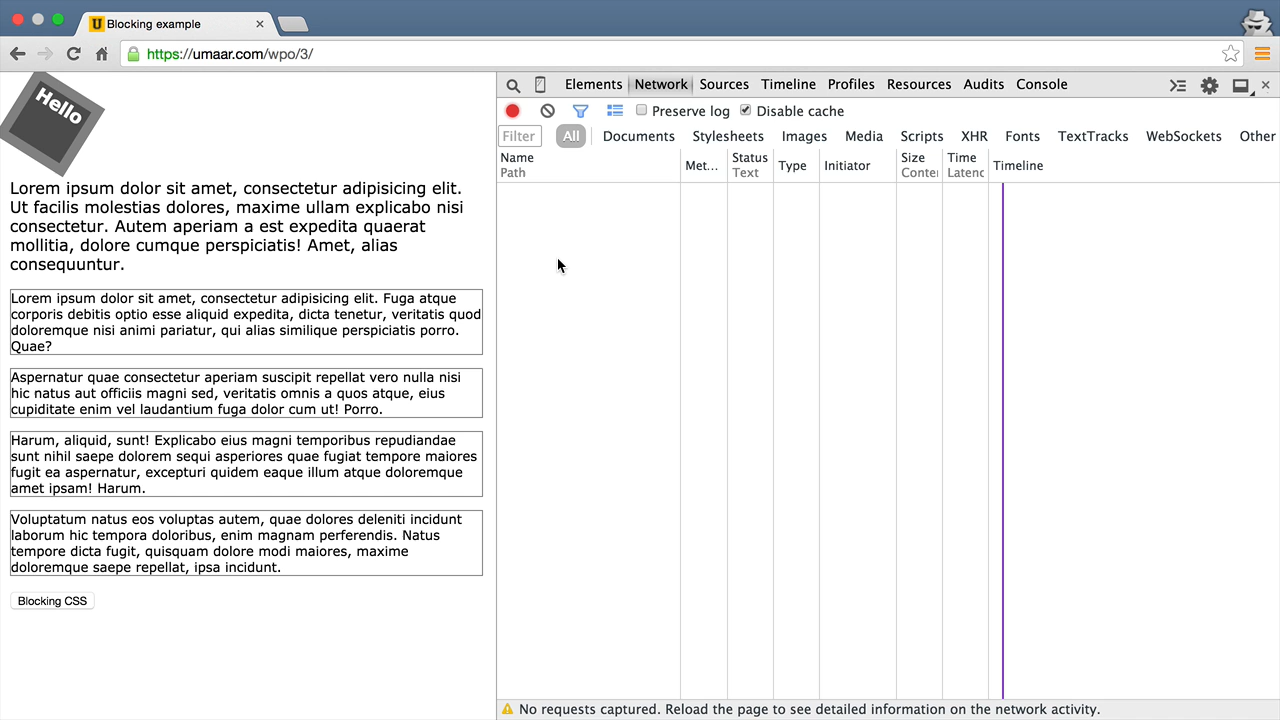 Blocking example
https://umaar.com/wpo/3/
Hello
Lorem ipsum dolor sit amet, consectetur adipisicing elit.
Ut facilis molestias dolores, maxime ullam explicabo nisi
consectetur. Autem aperiam a est expedita quaerat
mollitia, dolore cumque perspiciatis! Amet, alias
consequuntur.
Lorem ipsum dolor sit amet, consectetur adipisicing elit. Fuga atque
corporis debitis optio esse aliquid expedita, dicta tenetur, veritatis quod
doloremque nisi animi pariatur, qui alias similique perspiciatis porro.
Quae?
Aspernatur quae consectetur aperiam suscipit repellat vero nulla nisi
hic natus aut officiis magni sed, veritatis omnis a quos atque, eius
cupiditate enim vel laudantium fuga dolor cum ut! Porro.
Harum, aliquid, sunt! Explicabo eius magni temporibus repudiandae
sunt nihil saepe dolorem sequi asperiores quae fugiat tempore maiores
fugit ea aspernatur, excepturi quidem eaque illum atque doloremque
amet ipsam! Harum.
Voluptatum natus eos voluptas autem, quae dolores deleniti incidunt
laborum hic tempora doloribus, enim magnam perferendis. Natus
tempore dicta fugit, quisquam dolore modi maiores, maxime
doloremque saepe repellat, ipsa incidunt.
Blocking CSS
Elements Network Sources Timeline Profiles Resources Audits Console
Preserve log Disable cache
Filter All Documents Stylesheets Images Media Scripts XHR Fonts TextTracks WebSockets Other
Name Met... Status Type Initiator Size Time Timeline
Path Text Conter Latenc
No requests captured. Reload the page to see detailed information on the network activity.